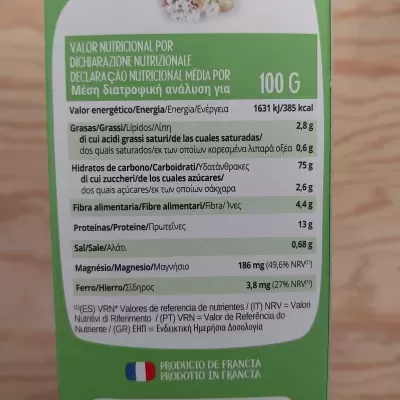 VALOR NUTRICIONAL POR
DICHIARAZIONE NUTRIZIONALE
DECLARAÇÃO NUTRICIONAL MÉDIA POR
Μέση διατροφική ανάλυση για
100 G
Valor energético/Energia/Energia/Ενέργεια 1631 kJ/385 kcal
Grasas/Grassi/Lípidos/Λίπη 2,8 g
di cui acidi grassi saturi/de las cuales saturadas/
dos quais saturados/εκ των οποίων κορεσμένα λιπαρά οξέα 0,6 g
Hidratos de carbono/Carboidrati/Υδατάνθρακες 75 g
di cui zuccheri/de los cuales azúcares/
dos quais açúcares/εκ των οποίων σάκχαρα 2,6 g
Fibra alimentaria/Fibre alimentari/Fibra/Ίνες 4,4 g
Proteínas/Proteine/Πρωτεΐνες 13 g
Sal/Sale/Αλάτι 0,68 g
Magnésio/Magnesio/Μαγνήσιο 186 mg (49,6% NRV⁽¹⁾)
Ferro/Hierro/Σίδηρος 3,8 mg (27% NRV⁽¹⁾)
⁽¹⁾(ES) VRN* Valores de referencia de nutrientes / (IT) NRV = Valori
Nutritivi di Riferimento / (PT) VRN = Valor de Referência do
Nutriente / (GR) ΕΗΠ = Ενδεικτική Ημερήσια Δοσολογία
PRODUCTO DE FRANCIA
PRODOTTO IN FRANCIA